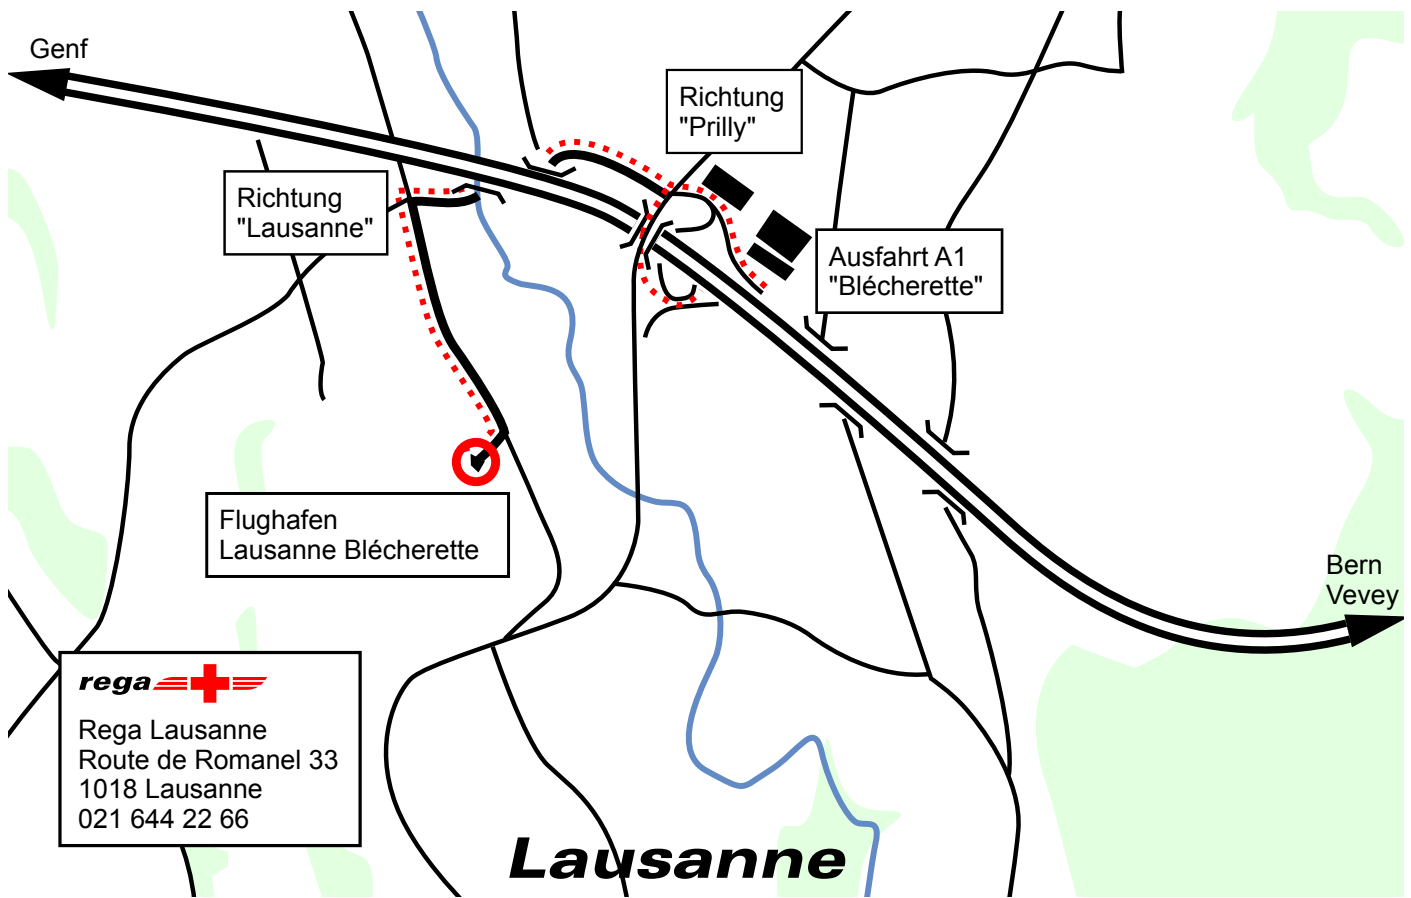 Genf
Richtung
"Prilly"
Richtung
"Lausanne"
Ausfahrt A1
"Blécherette"
Flughafen
Lausanne Blécherette
Bern
Vevey
rega
Rega Lausanne
Route de Romanel 33
1018 Lausanne
021 644 22 66
Lausanne